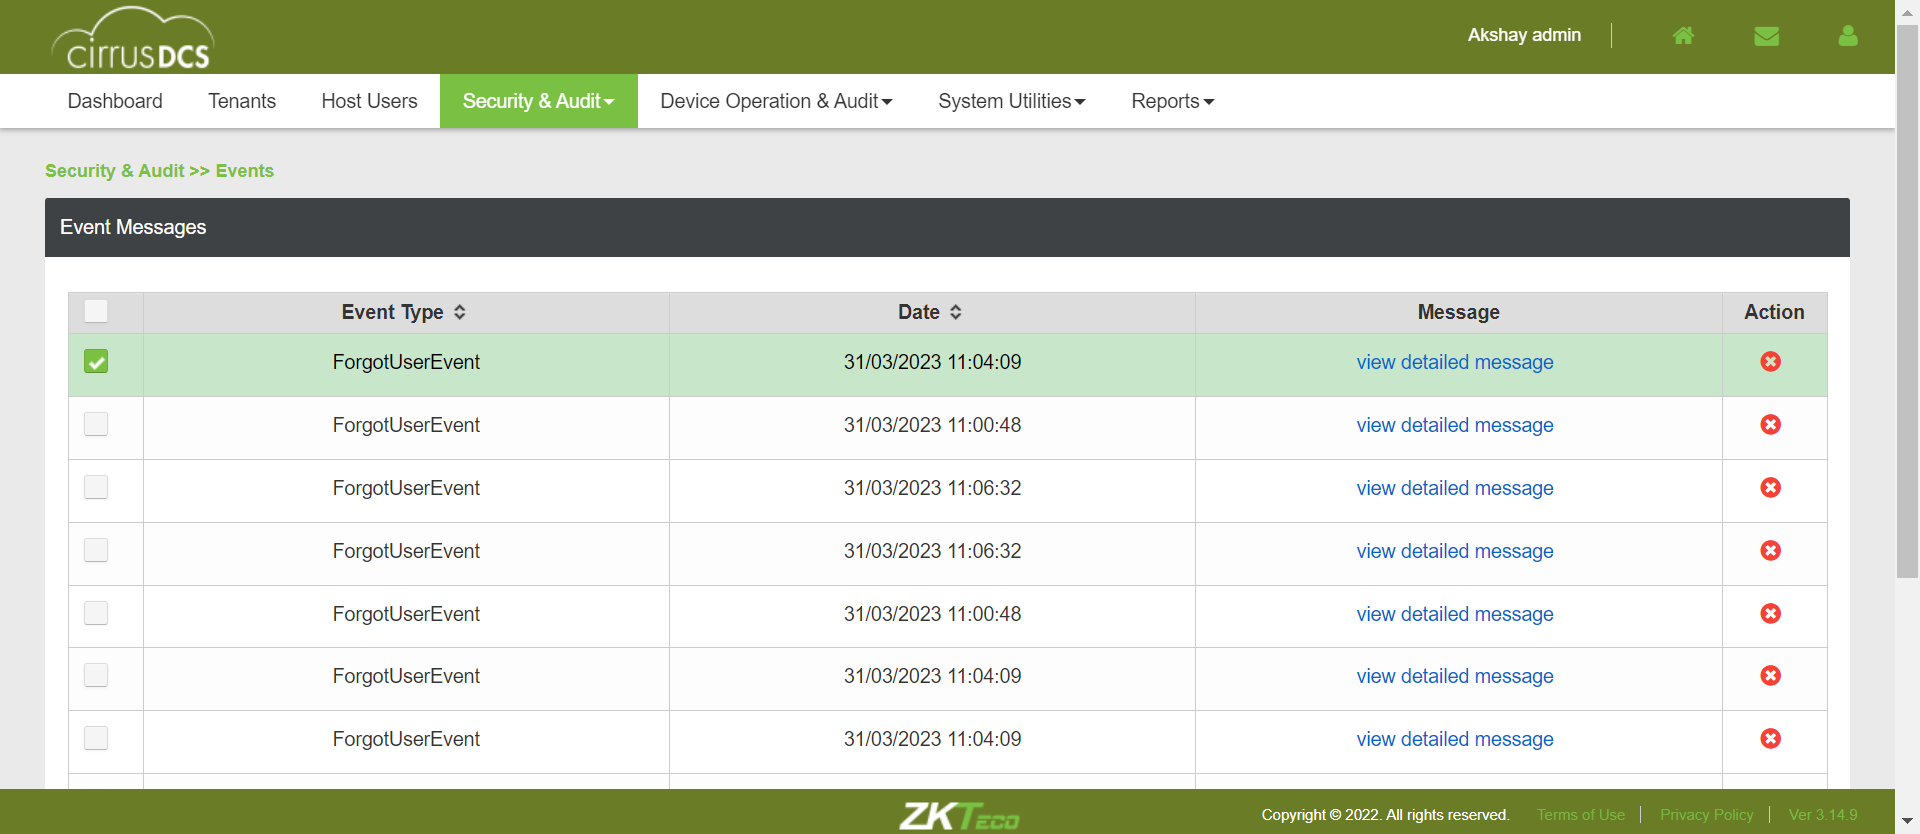 cirrusDCS
Akshay admin
Dashboard Tenants Host Users Security & Audit Device Operation & Audit System Utilities Reports
Security & Audit >> Events
Event Messages
Event Type Date Message Action
ForgotUserEvent 31/03/2023 11:04:09 view detailed message
ForgotUserEvent 31/03/2023 11:00:48 view detailed message
ForgotUserEvent 31/03/2023 11:06:32 view detailed message
ForgotUserEvent 31/03/2023 11:06:32 view detailed message
ForgotUserEvent 31/03/2023 11:00:48 view detailed message
ForgotUserEvent 31/03/2023 11:04:09 view detailed message
ForgotUserEvent 31/03/2023 11:04:09 view detailed message
ZKTECO Copyright © 2022. All rights reserved. Terms of Use Privacy Policy Ver 3.14.9